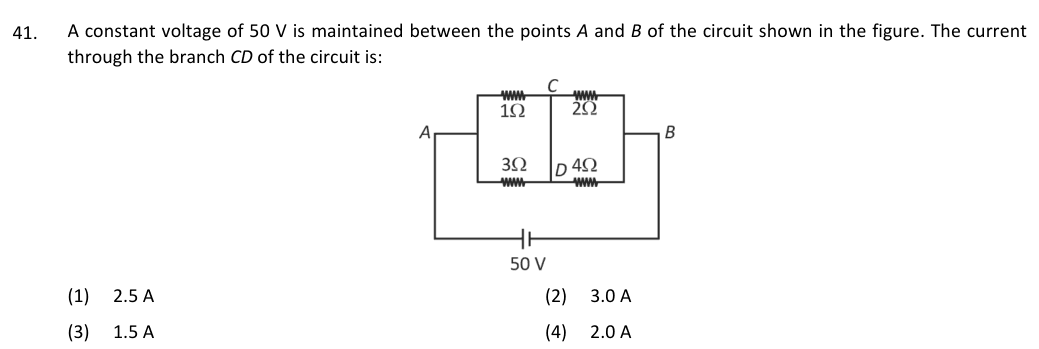 41. A constant voltage of 50 V is maintained between the points A and B of the circuit shown in the figure. The current
through the branch CD of the circuit is:
C
1Ω 2Ω
A B
3Ω D 4Ω
50 V
(1) 2.5 A (2) 3.0 A
(3) 1.5 A (4) 2.0 A